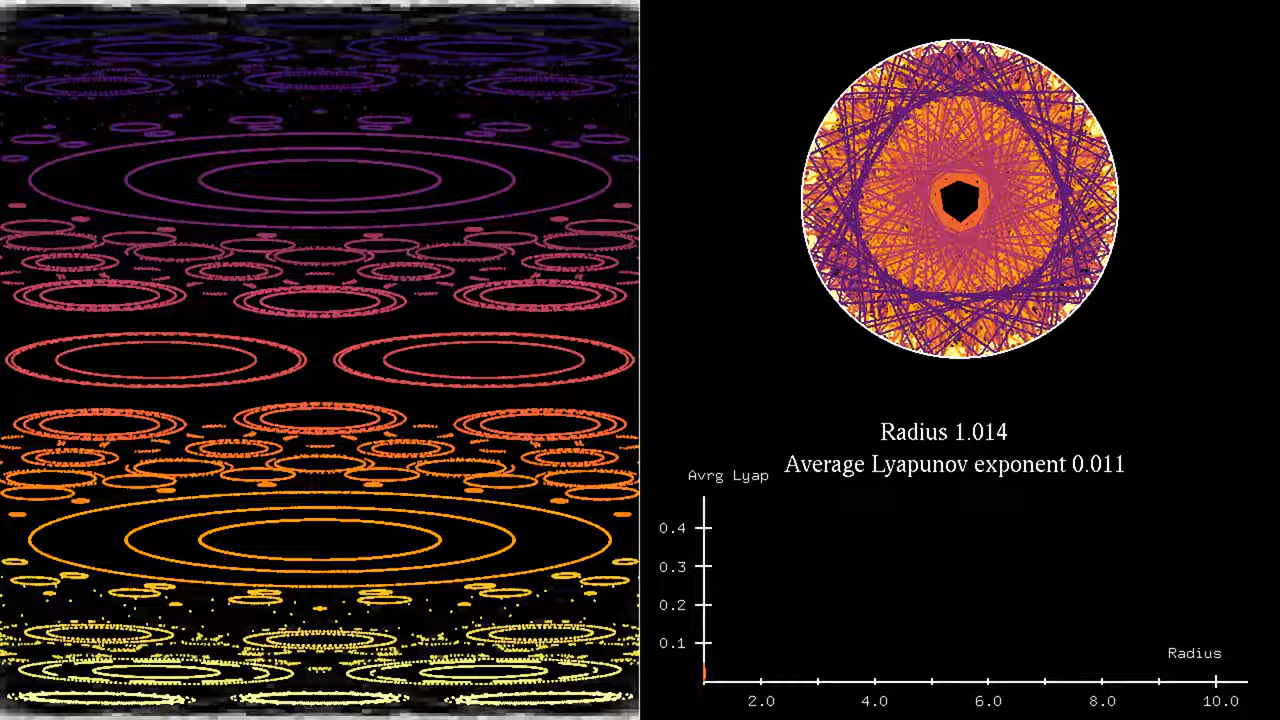 Radius 1.014
Average Lyapunov exponent 0.011
Avrg Lyap
0.4
0.3
0.2
0.1
Radius
2.0 4.0 6.0 8.0 10.0